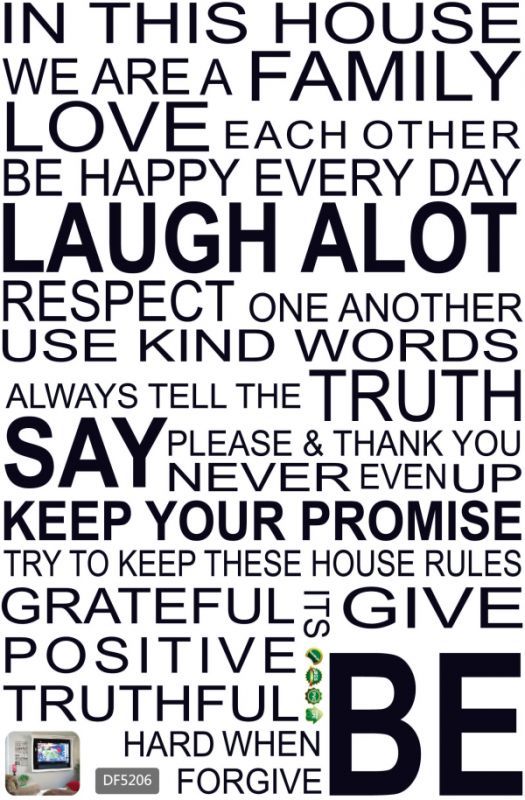 IN THIS HOUSE
WE ARE A FAMILY
LOVE EACH OTHER
BE HAPPY EVERY DAY
LAUGH ALOT
RESPECT ONE ANOTHER
USE KIND WORDS
ALWAYS TELL THE TRUTH
SAY PLEASE & THANK YOU
NEVER EVEN UP
KEEP YOUR PROMISE
TRY TO KEEP THESE HOUSE RULES
GRATEFUL ITS GIVE
POSITIVE
TRUTHFUL BE
HARD WHEN
FORGIVE
DF5206